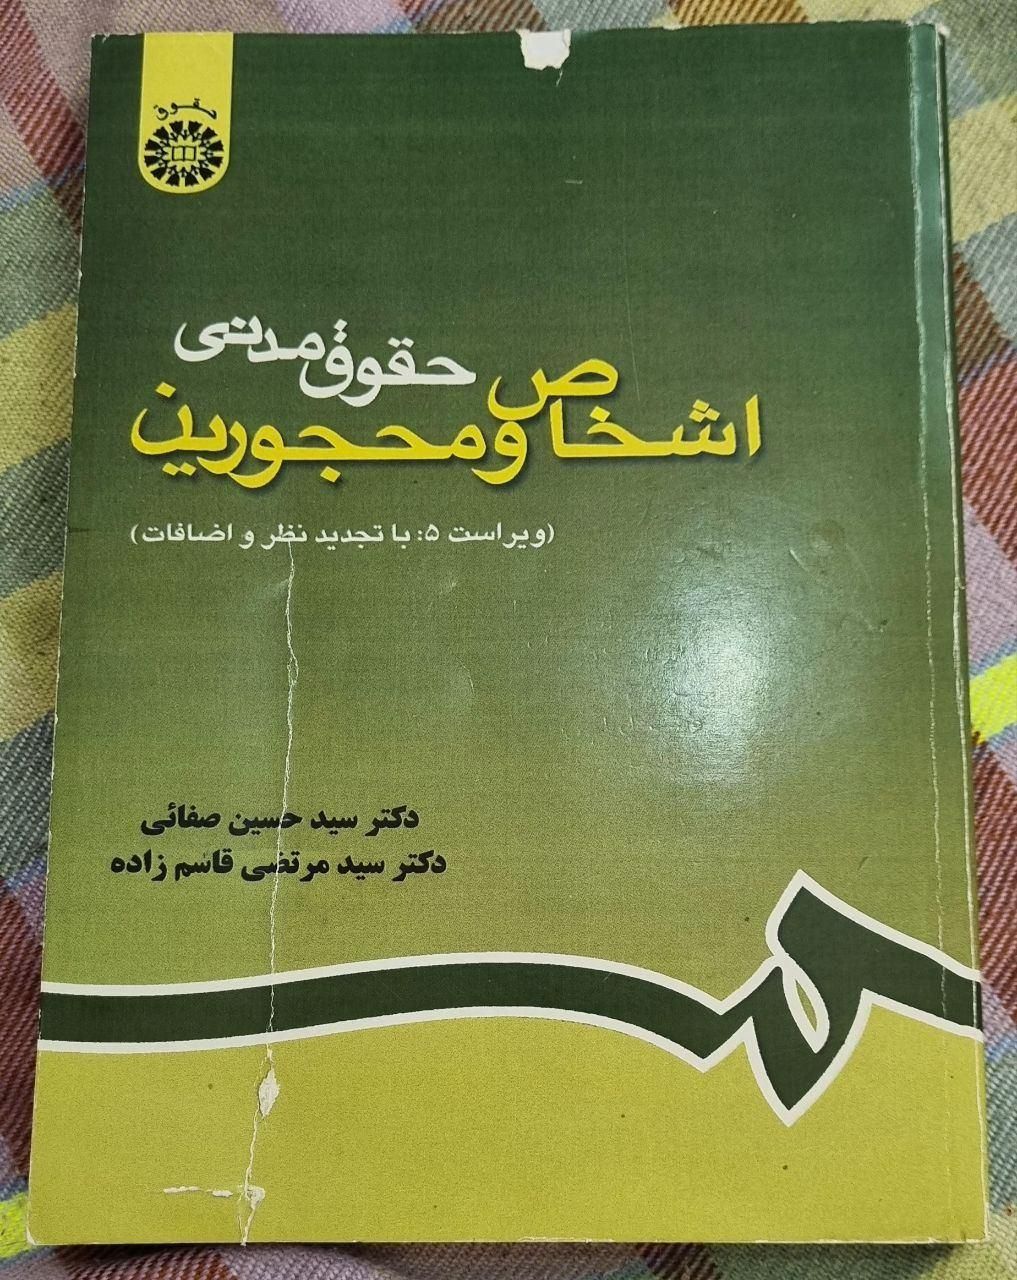 حقوق
حقوق مدنی
اشخاص و محجورین
(ویراست ۵: با تجدید نظر و اضافات)
دکتر سید حسین صفائی
دکتر سید مرتضی قاسم زاده